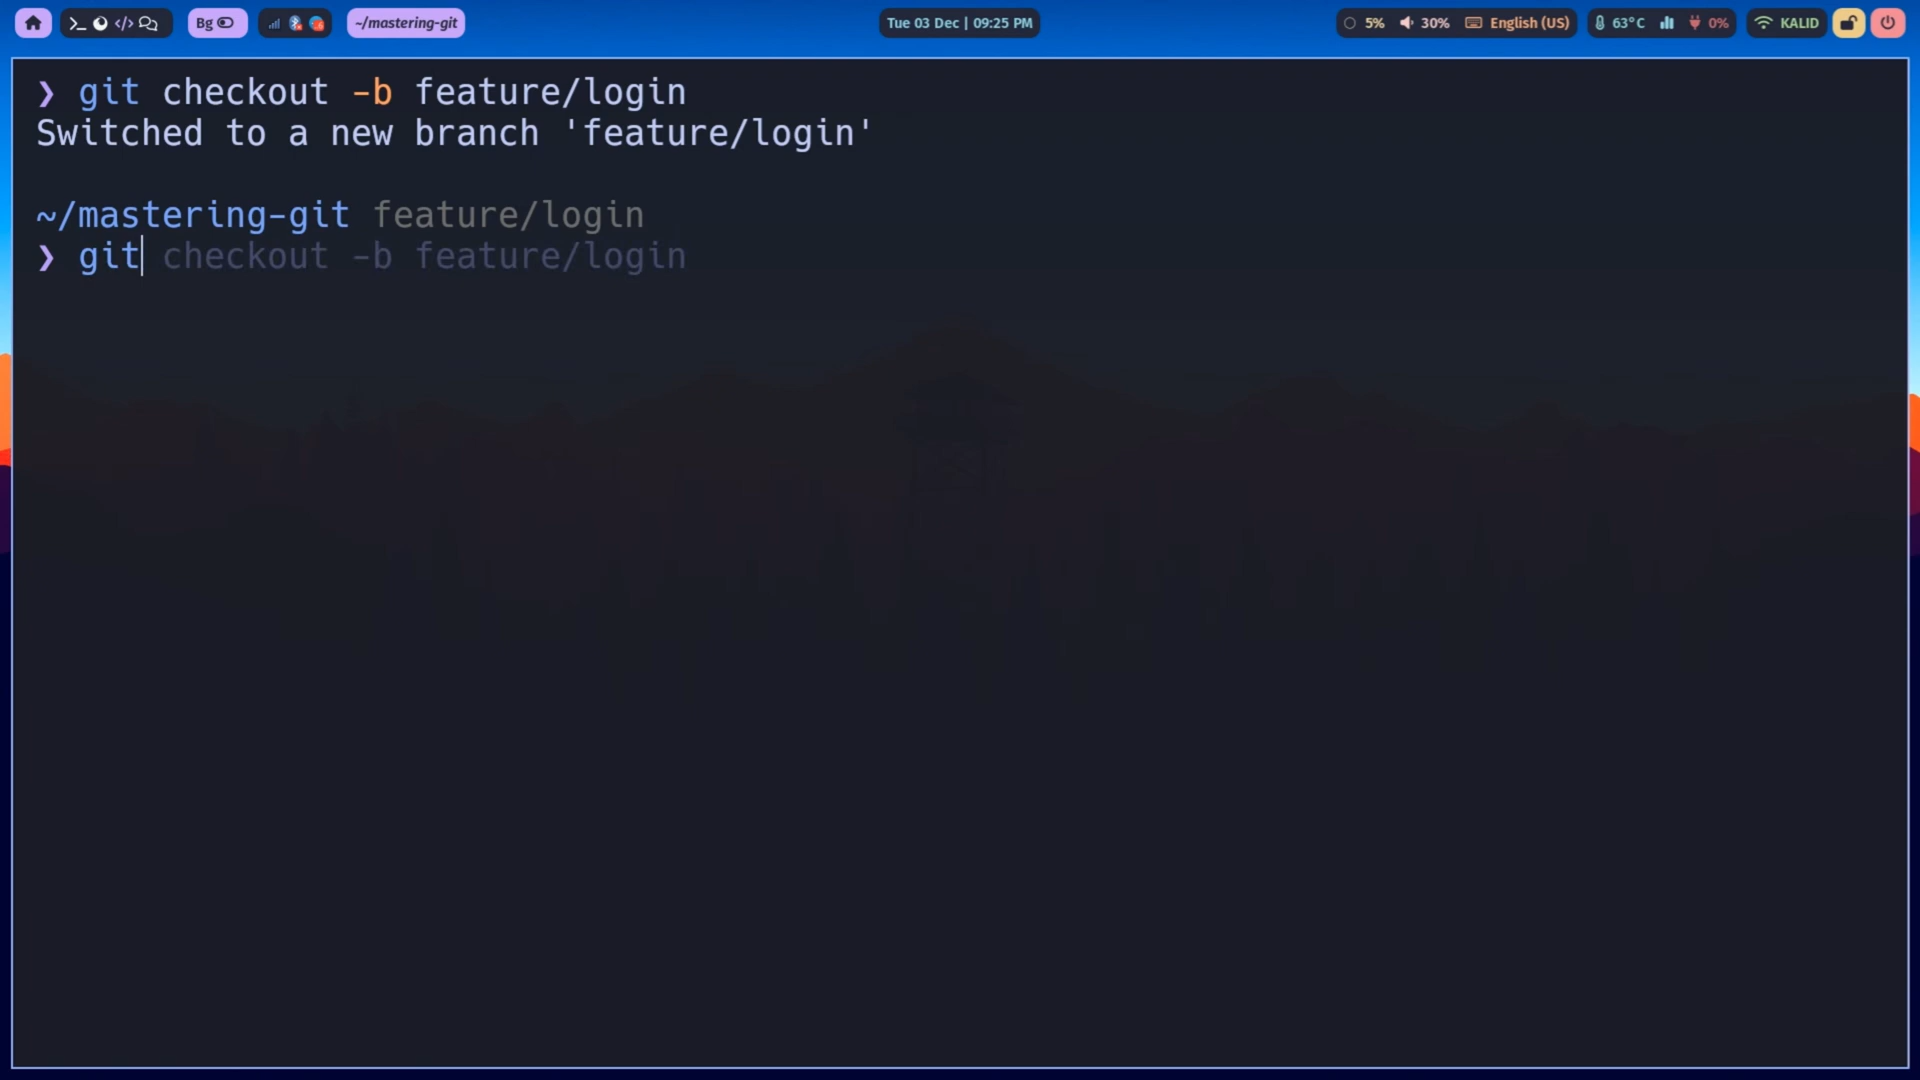 Bg
~/mastering-git
Tue 03 Dec | 09:25 PM
5%
30%
English (US)
63°C
0%
KALID
❯ git checkout -b feature/login
Switched to a new branch 'feature/login'
~/mastering-git feature/login
❯ git checkout -b feature/login